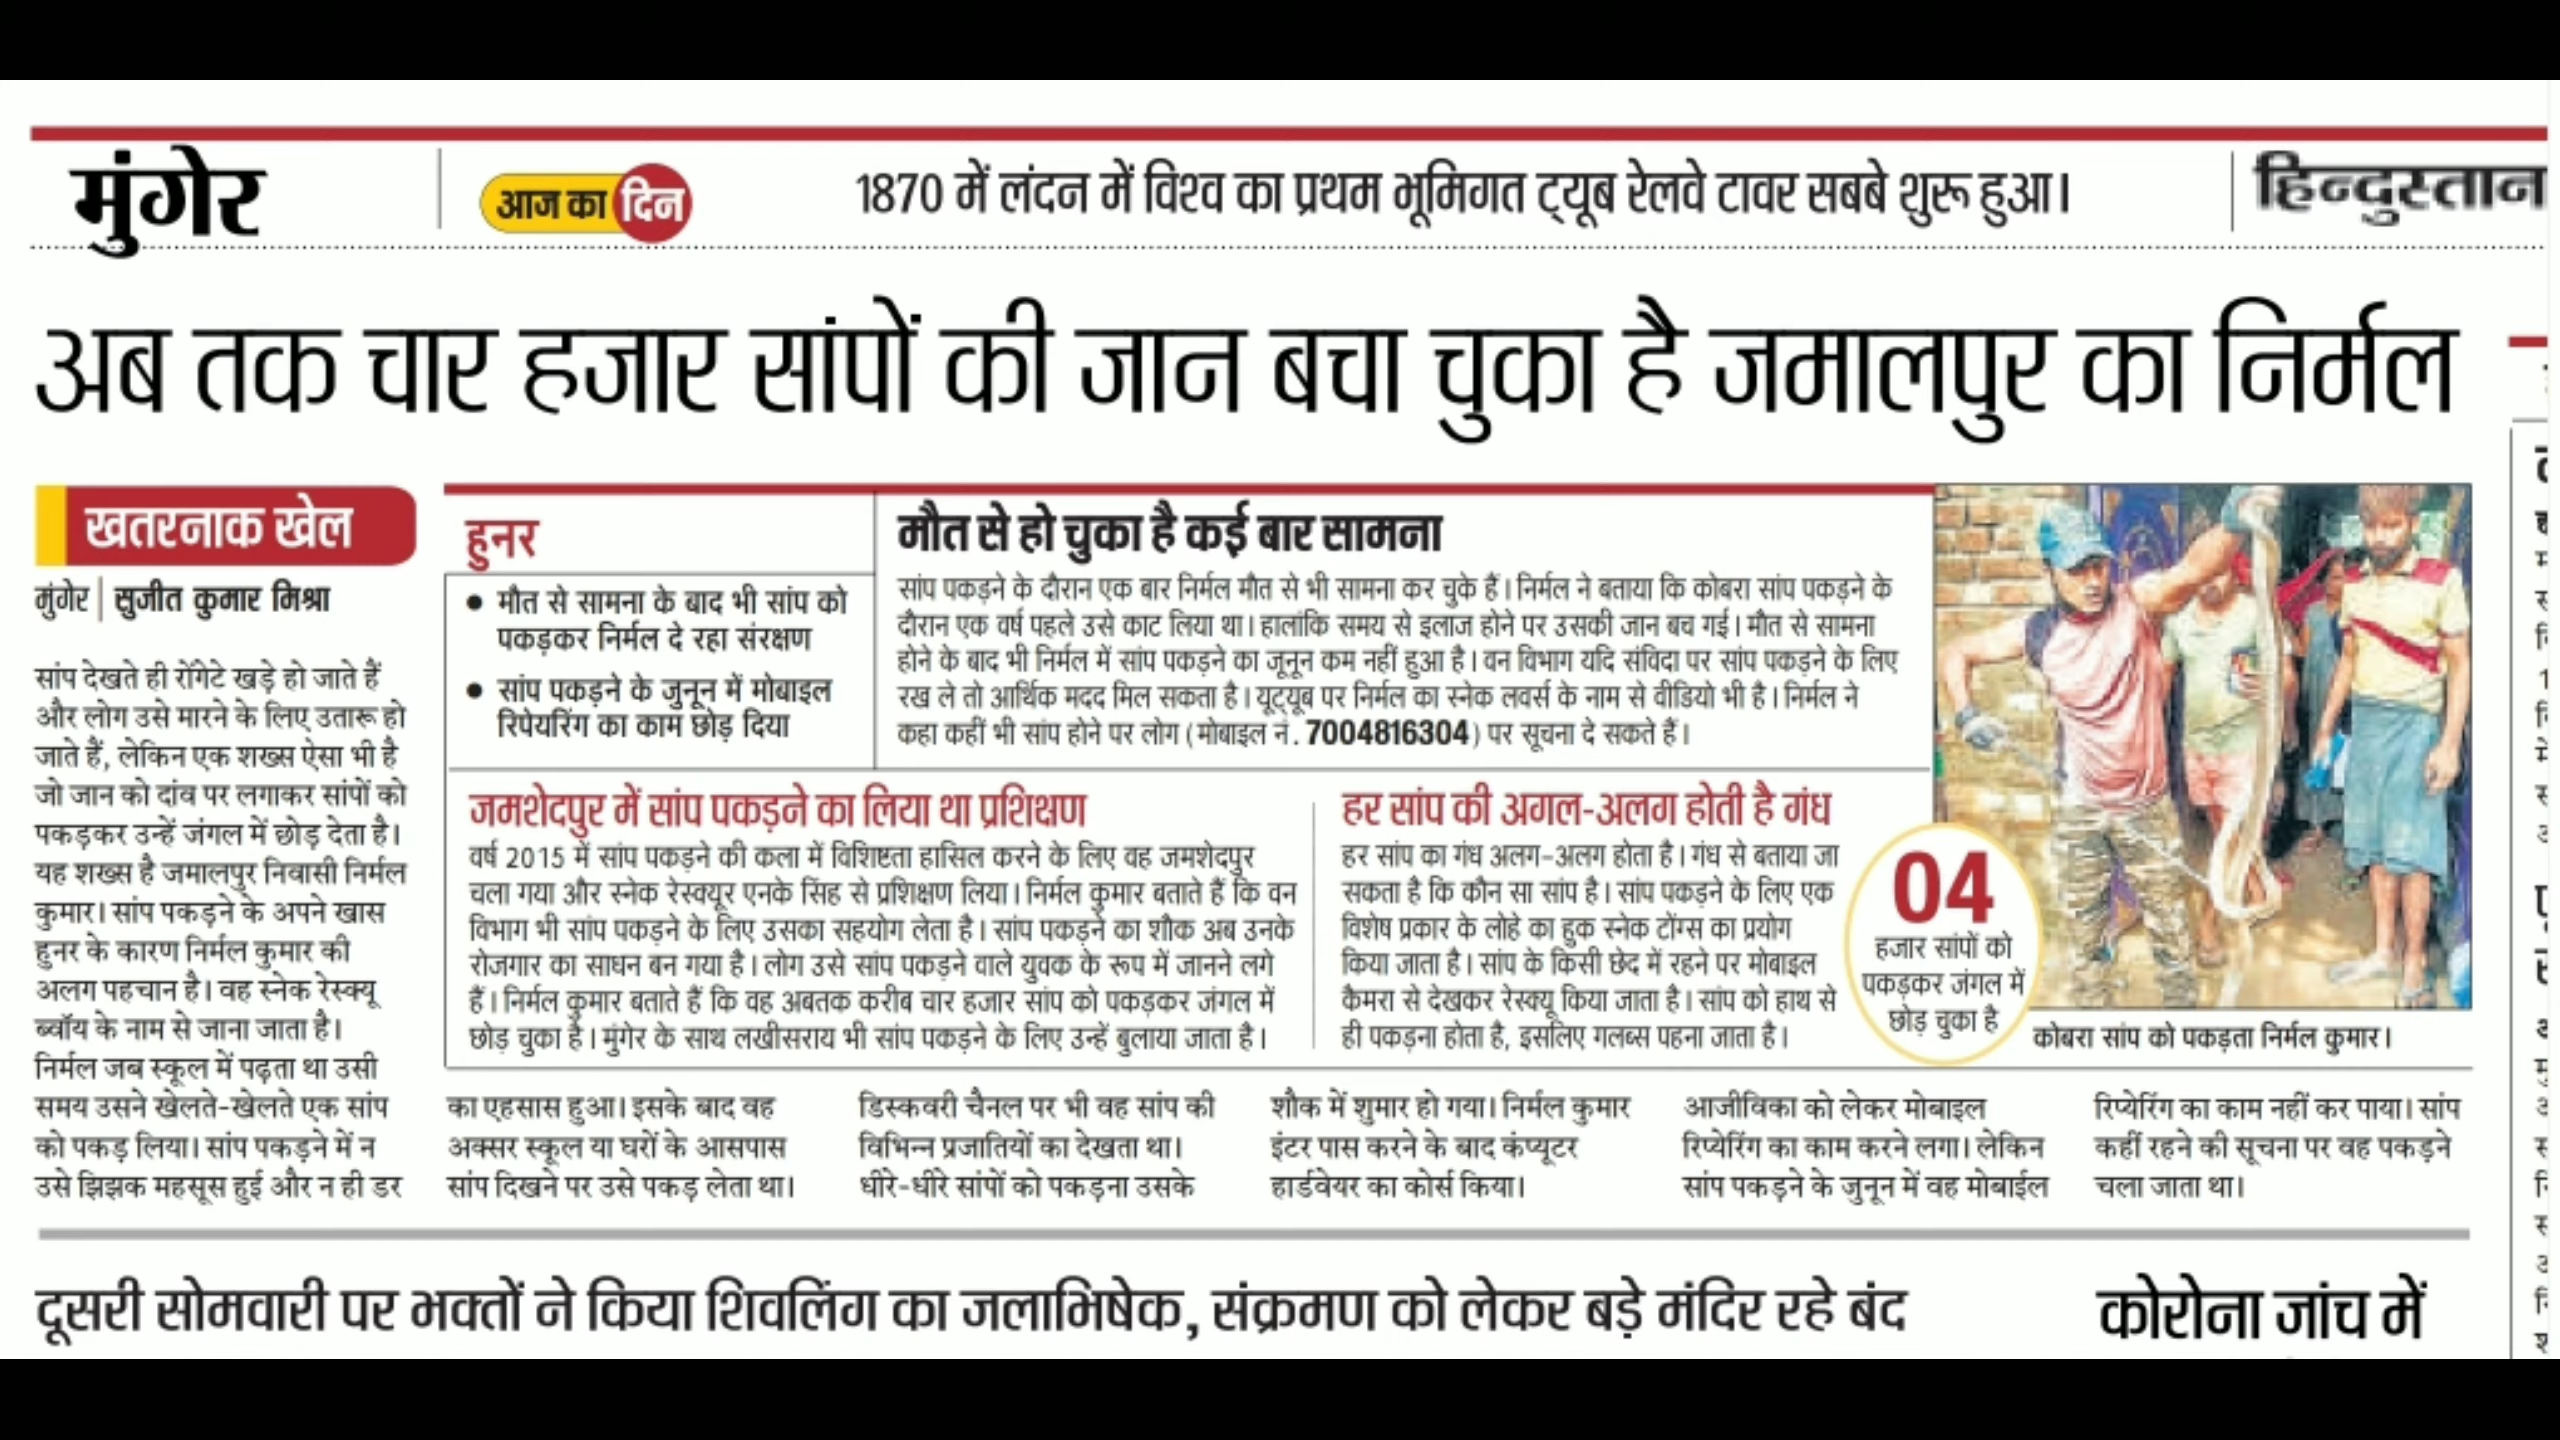 मुंगेर
आज का दिन
1870 में लंदन में विश्व का प्रथम भूमिगत ट्यूब रेलवे टावर सबबे शुरू हुआ।
हिन्दुस्तान
अब तक चार हजार सांपों की जान बचा चुका है जमालपुर का निर्मल
खतरनाक खेल
मुंगेर | सुजीत कुमार मिश्रा
सांप देखते ही रोंगेटे खड़े हो जाते हैं
और लोग उसे मारने के लिए उतारू हो
जाते हैं, लेकिन एक शख्स ऐसा भी है
जो जान को दांव पर लगाकर सांपों को
पकड़कर उन्हें जंगल में छोड़ देता है।
यह शख्स है जमालपुर निवासी निर्मल
कुमार। सांप पकड़ने के अपने खास
हुनर के कारण निर्मल कुमार की
अलग पहचान है। वह स्नेक रेस्क्यू
ब्वॉय के नाम से जाना जाता है।
निर्मल जब स्कूल में पढ़ता था उसी
समय उसने खेलते-खेलते एक सांप
को पकड़ लिया। सांप पकड़ने में न
उसे झिझक महसूस हुई और न ही डर
का एहसास हुआ। इसके बाद वह
अक्सर स्कूल या घरों के आसपास
सांप दिखने पर उसे पकड़ लेता था।
डिस्कवरी चैनल पर भी वह सांप की
विभिन्न प्रजातियों का देखता था।
धीरे-धीरे सांपों को पकड़ना उसके
शौक में शुमार हो गया। निर्मल कुमार
इंटर पास करने के बाद कंप्यूटर
हार्डवेयर का कोर्स किया।
आजीविका को लेकर मोबाइल
रिप्येरिंग का काम करने लगा। लेकिन
सांप पकड़ने के जुनून में वह मोबाईल
रिप्येरिंग का काम नहीं कर पाया। सांप
कहीं रहने की सूचना पर वह पकड़ने
चला जाता था।
हुनर
● मौत से सामना के बाद भी सांप को
पकड़कर निर्मल दे रहा संरक्षण
● सांप पकड़ने के जुनून में मोबाइल
रिपेयरिंग का काम छोड़ दिया
मौत से हो चुका है कई बार सामना
सांप पकड़ने के दौरान एक बार निर्मल मौत से भी सामना कर चुके हैं। निर्मल ने बताया कि कोबरा सांप पकड़ने के
दौरान एक वर्ष पहले उसे काट लिया था। हालांकि समय से इलाज होने पर उसकी जान बच गई। मौत से सामना
होने के बाद भी निर्मल में सांप पकड़ने का जूनून कम नहीं हुआ है। वन विभाग यदि संविदा पर सांप पकड़ने के लिए
रख ले तो आर्थिक मदद मिल सकता है। यूट्यूब पर निर्मल का स्नेक लवर्स के नाम से वीडियो भी है। निर्मल ने
कहा कहीं भी सांप होने पर लोग (मोबाइल नं. 7004816304) पर सूचना दे सकते हैं।
जमशेदपुर में सांप पकड़ने का लिया था प्रशिक्षण
वर्ष 2015 में सांप पकड़ने की कला में विशिष्टता हासिल करने के लिए वह जमशेदपुर
चला गया और स्नेक रेस्क्यूर एनके सिंह से प्रशिक्षण लिया। निर्मल कुमार बताते हैं कि वन
विभाग भी सांप पकड़ने के लिए उसका सहयोग लेता है। सांप पकड़ने का शौक अब उनके
रोजगार का साधन बन गया है। लोग उसे सांप पकड़ने वाले युवक के रूप में जानने लगे
हैं। निर्मल कुमार बताते हैं कि वह अबतक करीब चार हजार सांप को पकड़कर जंगल में
छोड़ चुका है। मुंगेर के साथ लखीसराय भी सांप पकड़ने के लिए उन्हें बुलाया जाता है।
हर सांप की अगल-अलग होती है गंध
हर सांप का गंध अलग-अलग होता है। गंध से बताया जा
सकता है कि कौन सा सांप है। सांप पकड़ने के लिए एक
विशेष प्रकार के लोहे का हुक स्नेक टोंग्स का प्रयोग
किया जाता है। सांप के किसी छेद में रहने पर मोबाइल
कैमरा से देखकर रेस्क्यू किया जाता है। सांप को हाथ से
ही पकड़ना होता है, इसलिए गलब्स पहना जाता है।
04
हजार सांपों को
पकड़कर जंगल में
छोड़ चुका है
कोबरा सांप को पकड़ता निर्मल कुमार।
दूसरी सोमवारी पर भक्तों ने किया शिवलिंग का जलाभिषेक, संक्रमण को लेकर बड़े मंदिर रहे बंद
कोरोना जांच में